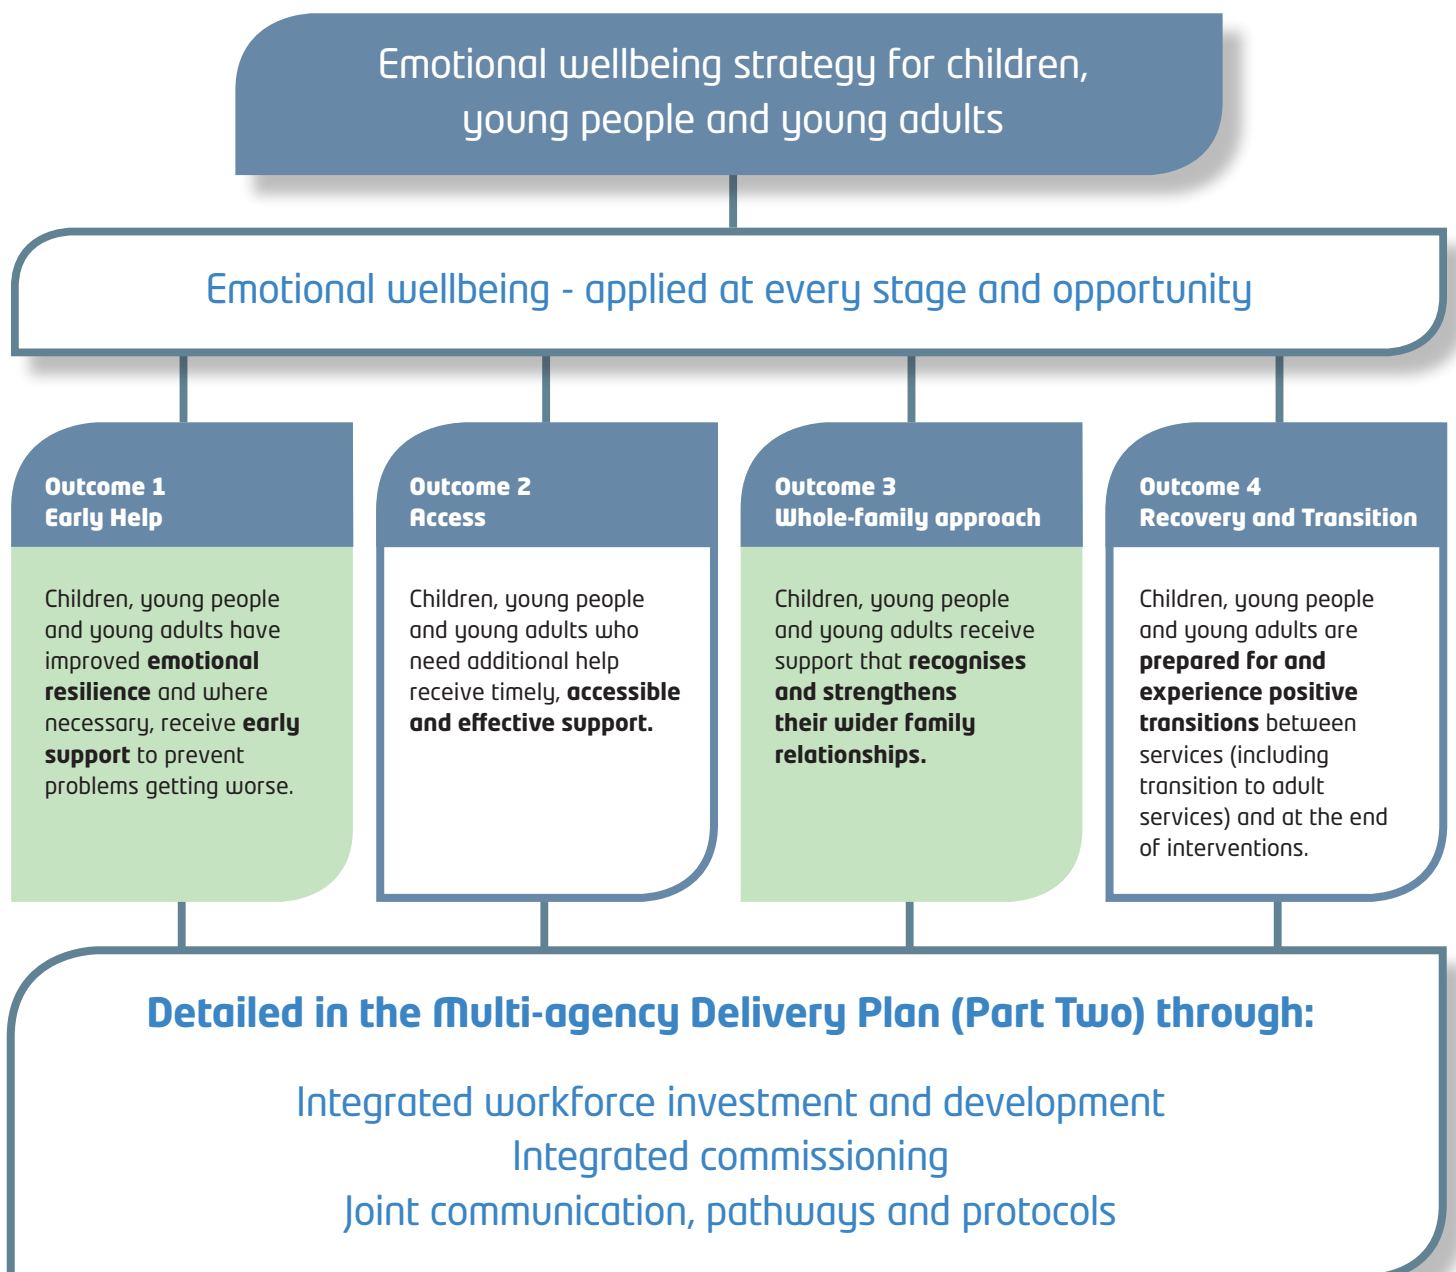 Emotional wellbeing strategy for children,
young people and young adults
Emotional wellbeing - applied at every stage and opportunity
Outcome 1
Early Help
Children, young people
and young adults have
improved emotional
resilience and where
necessary, receive early
support to prevent
problems getting worse.
Outcome 2
Access
Children, young people
and young adults who
need additional help
receive timely, accessible
and effective support.
Outcome 3
Whole-family approach
Children, young people
and young adults receive
support that recognises
and strengthens
their wider family
relationships.
Outcome 4
Recovery and Transition
Children, young people
and young adults are
prepared for and
experience positive
transitions between
services (including
transition to adult
services) and at the end
of interventions.
Detailed in the Multi-agency Delivery Plan (Part Two) through:
Integrated workforce investment and development
Integrated commissioning
Joint communication, pathways and protocols